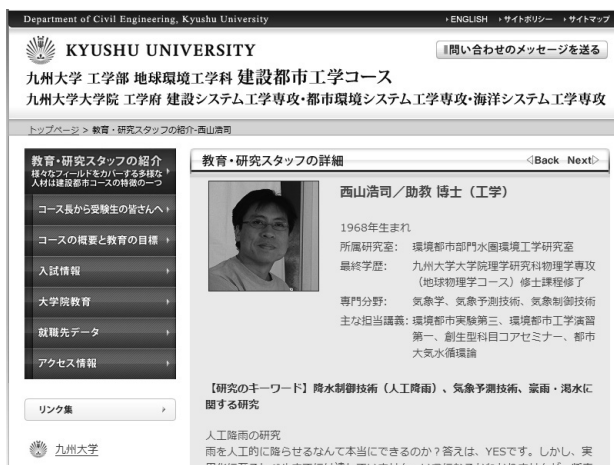 Department of Civil Engineering, Kyushu University
ENGLISH サイトポリシー サイトマップ
KYUSHU UNIVERSITY
問い合わせのメッセージを送る
九州大学 工学部 地球環境工学科 建設都市工学コース
九州大学大学院 工学府 建設システム工学専攻・都市環境システム工学専攻・海洋システム工学専攻
トップページ > 教育・研究スタッフの紹介-西山浩司
教育・研究スタッフの紹介
様々なフィールドをカバーする多様な
人材は建設都市コースの特徴の一つ
コース長から受験生の皆さんへ
コースの概要と教育の目標
入試情報
大学院教育
就職先データ
アクセス情報
リンク集
九州大学
教育・研究スタッフの詳細
Back Next
西山浩司／助教 博士（工学）
1968年生まれ
所属研究室: 環境都市部門水圏環境工学研究室
最終学歴: 九州大学大学院理学研究科物理学専攻
（地球物理学コース）修士課程修了
専門分野: 気象学、気象予測技術、気象制御技術
主な担当講義: 環境都市実験第三、環境都市工学演習
第一、創生型科目コアセミナー、都市
大気水循環論
【研究のキーワード】降水制御技術（人工降雨）、気象予測技術、豪雨・渇水に
関する研究
人工降雨の研究
雨を人工的に降らせるなんて本当にできるのか？答えは、YESです。しかし、実